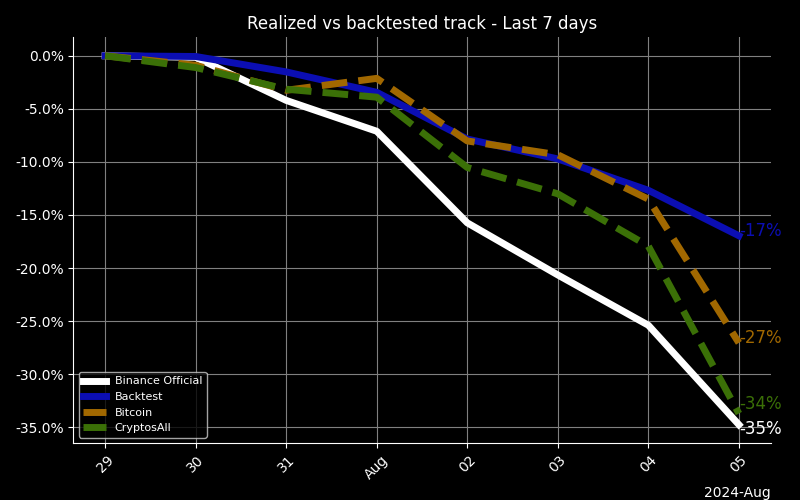 Realized vs backtested track - Last 7 days
0.0%
-5.0%
-10.0%
-15.0%
-20.0%
-25.0%
-30.0%
-35.0%
-17%
-27%
-34%
-35%
Binance Official
Backtest
Bitcoin
CryptosAll
29
30
31
Aug
02
03
04
05
2024-Aug